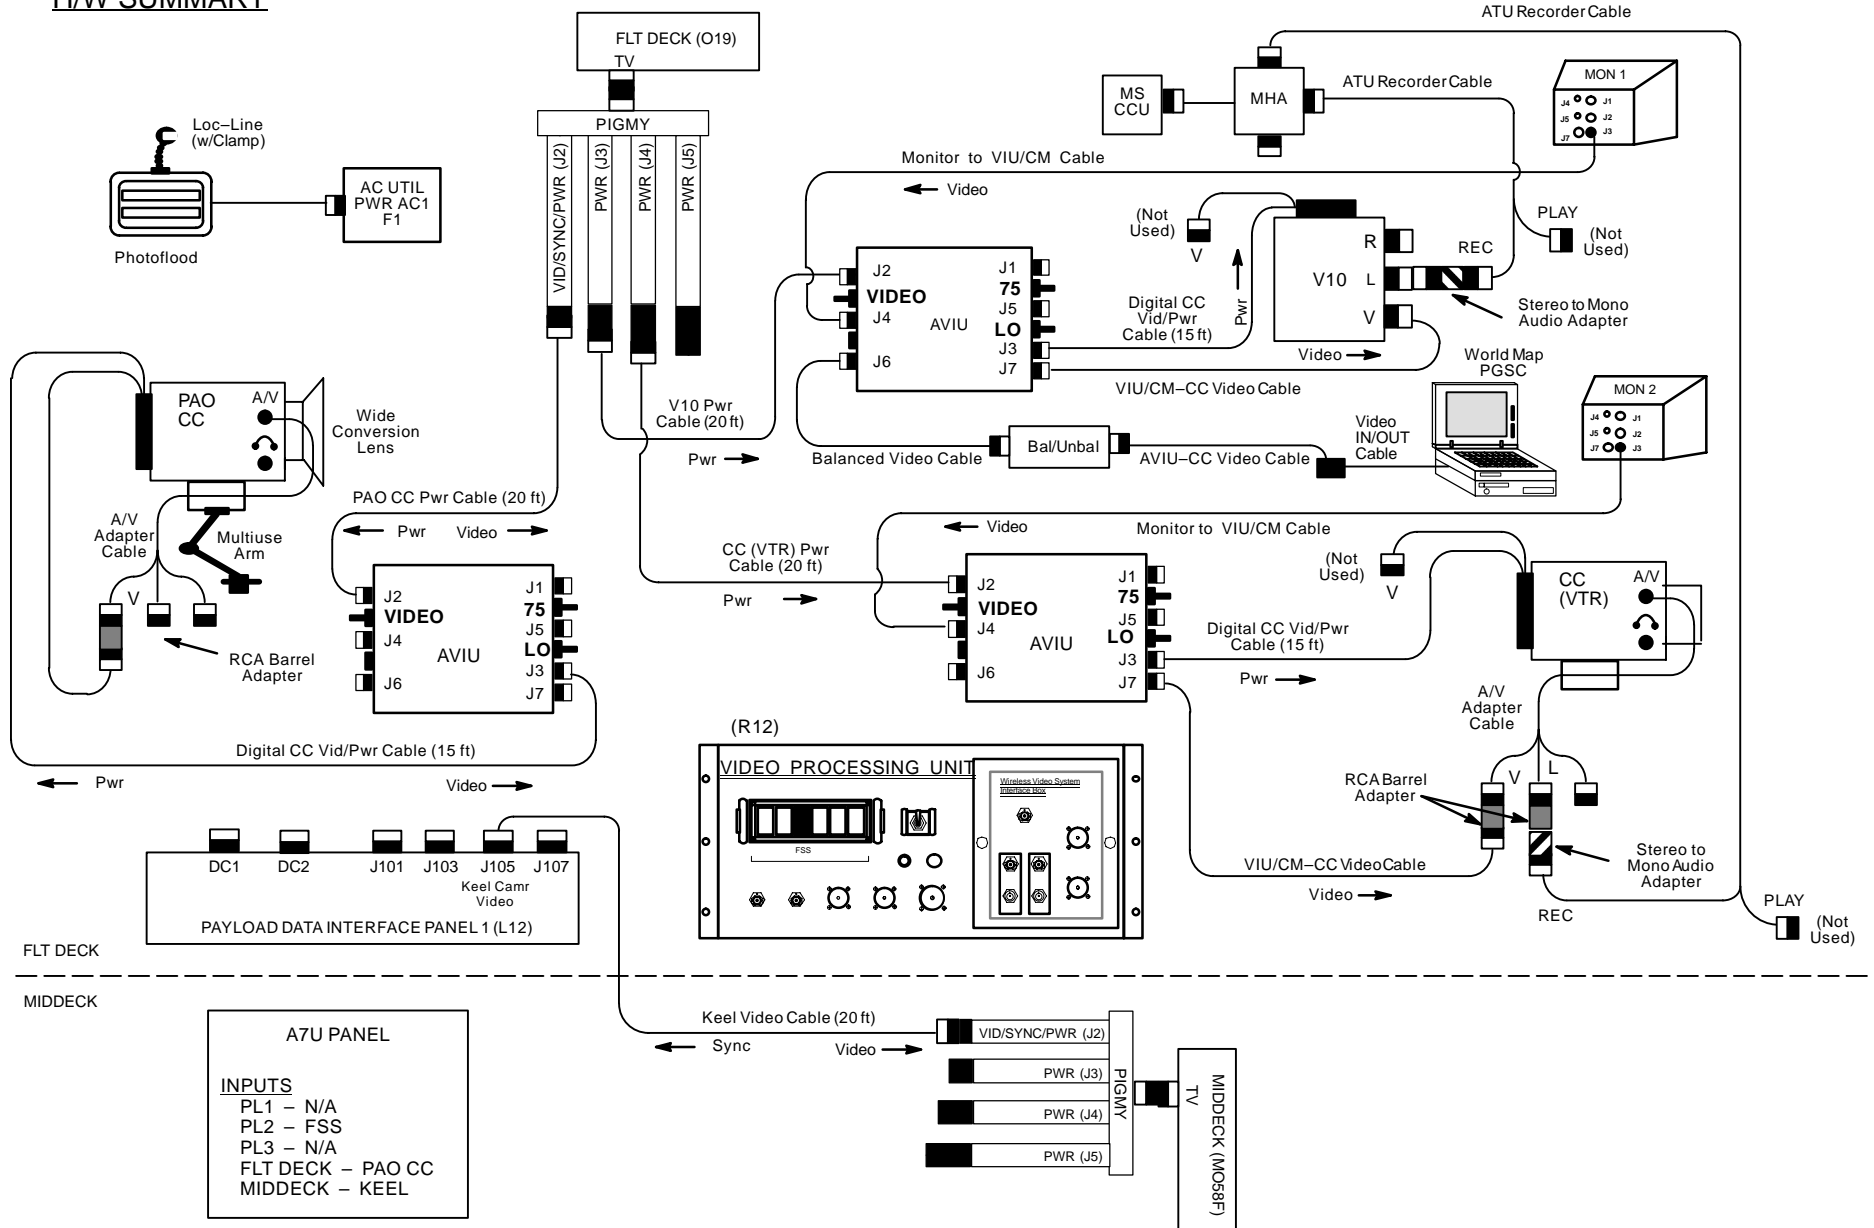 H/W SUMMARY
FLT DECK (O19)
TV
PIGMY
VID/SYNC/PWR (J2)
PWR (J3)
PWR (J4)
PWR (J5)
Loc–Line
(w/Clamp)
Photoflood
AC UTIL
PWR AC1
F1
ATU Recorder Cable
MS
CCU
MHA
ATU Recorder Cable
MON 1
J4
J1
J5
J2
J7
J3
Monitor to VIU/CM Cable
Video
(Not
Used)
V
PLAY
(Not
Used)
REC
R
L
V
V10
Stereo to Mono
Audio Adapter
Pwr
Digital CC
Vid/Pwr
Cable (15 ft)
Video
VIU/CM–CC Video Cable
J2
VIDEO
J4
J6
AVIU
J1
75
J5
LO
J3
J7
V10 Pwr
Cable (20 ft)
Pwr
Balanced Video Cable
Bal/Unbal
AVIU–CC Video Cable
Video
IN/OUT
Cable
World Map
PGSC
MON 2
J4
J1
J5
J2
J7
J3
PAO
CC
A/V
Wide
Conversion
Lens
A/V
Adapter
Cable
Multiuse
Arm
V
RCA Barrel
Adapter
PAO CC Pwr Cable (20 ft)
Pwr
Video
J2
VIDEO
J4
J6
AVIU
J1
75
J5
LO
J3
J7
Digital CC Vid/Pwr Cable (15 ft)
Pwr
Video
CC (VTR) Pwr
Cable (20 ft)
Pwr
Video
Monitor to VIU/CM Cable
J2
VIDEO
J4
J6
AVIU
J1
75
J5
LO
J3
J7
(Not
Used)
V
Digital CC Vid/Pwr
Cable (15 ft)
Pwr
CC
(VTR)
A/V
A/V
Adapter
Cable
V
L
RCA Barrel
Adapter
Stereo to
Mono Audio
Adapter
VIU/CM–CC Video Cable
Video
REC
PLAY
(Not
Used)
(R12)
VIDEO PROCESSING UNIT
Wireless Video System
Interface Box
FSS
DC1
DC2
J101
J103
J105
J107
Keel Camr
Video
PAYLOAD DATA INTERFACE PANEL 1 (L12)
FLT DECK
MIDDECK
A7U PANEL
INPUTS
PL1 – N/A
PL2 – FSS
PL3 – N/A
FLT DECK – PAO CC
MIDDECK – KEEL
Keel Video Cable (20 ft)
Sync
Video
VID/SYNC/PWR (J2)
PWR (J3)
PWR (J4)
PWR (J5)
PIGMY
TV
MIDDECK (MO58F)